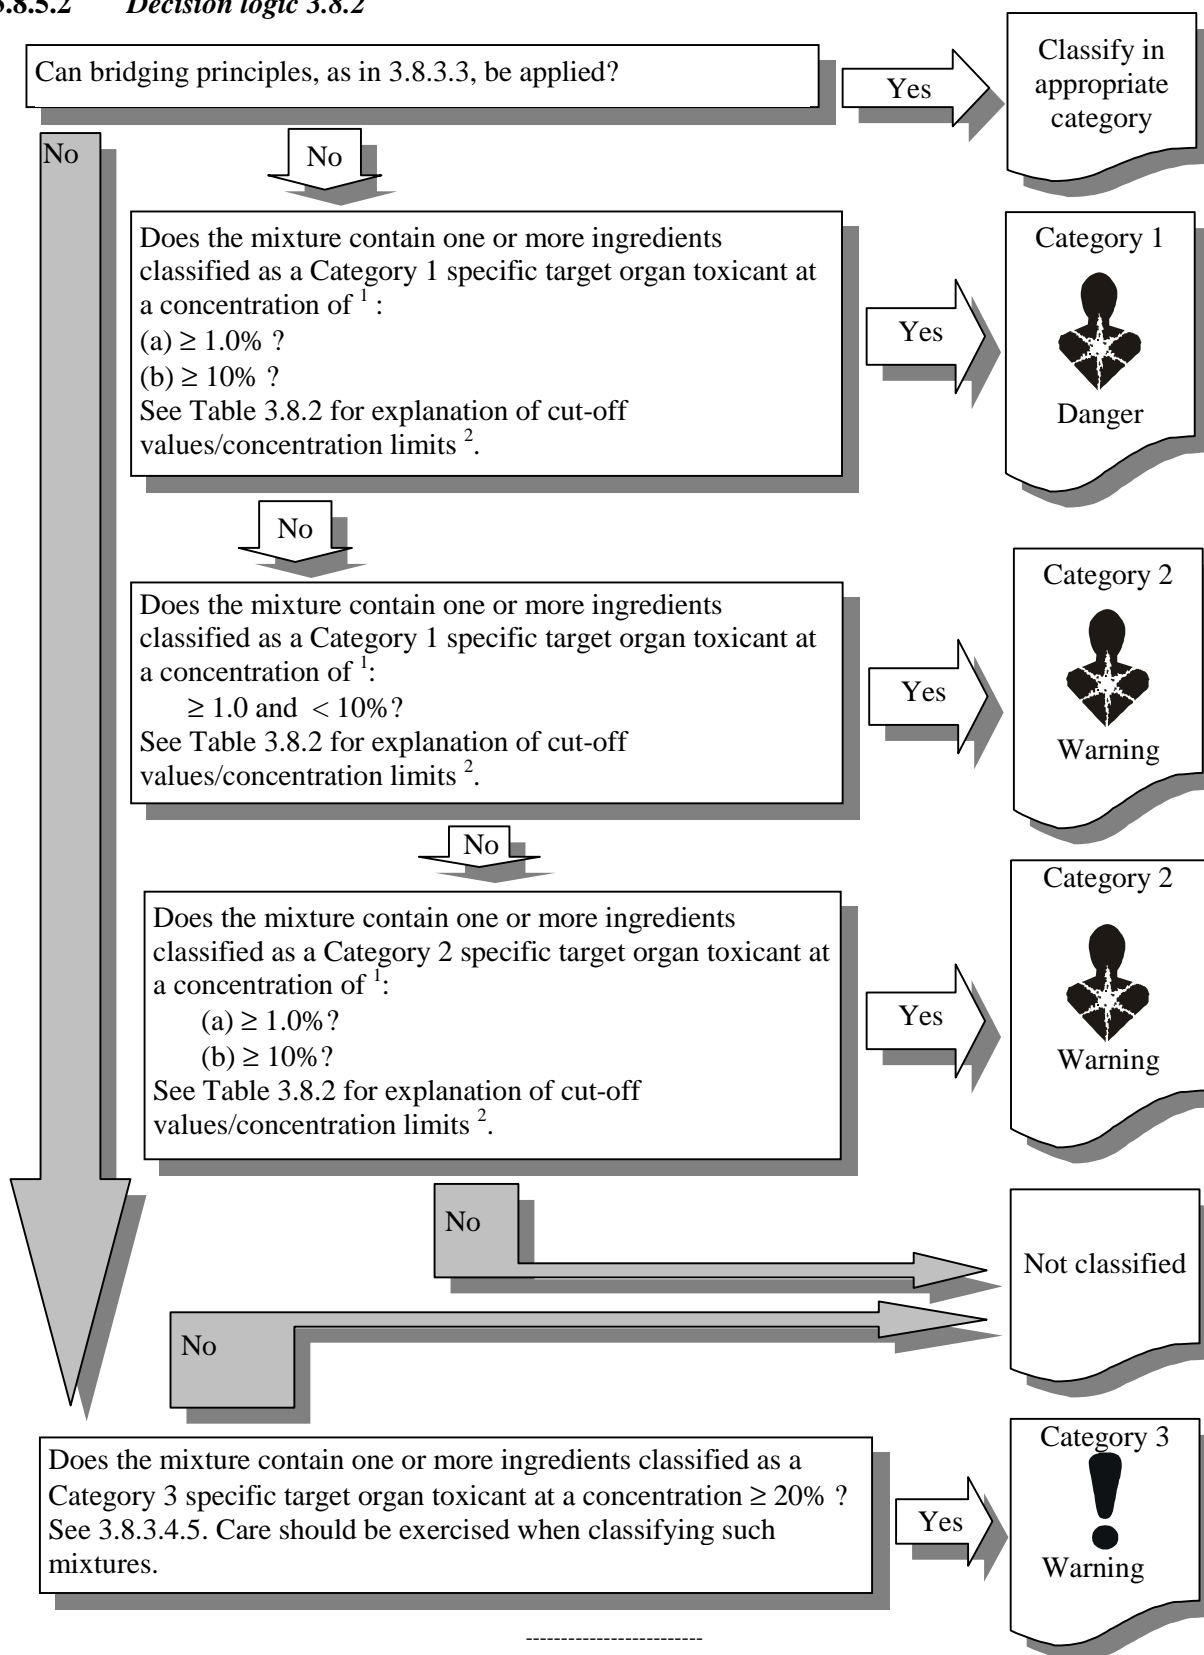 3.8.5.2 Decision logic 3.8.2
Can bridging principles, as in 3.8.3.3, be applied?
Yes
Classify in
appropriate
category
No
No
Does the mixture contain one or more ingredients
classified as a Category 1 specific target organ toxicant at
a concentration of ¹ :
(a) ≥ 1.0% ?
(b) ≥ 10% ?
See Table 3.8.2 for explanation of cut-off
values/concentration limits ².
Yes
Category 1
Danger
No
Does the mixture contain one or more ingredients
classified as a Category 1 specific target organ toxicant at
a concentration of ¹:
≥ 1.0 and < 10%?
See Table 3.8.2 for explanation of cut-off
values/concentration limits ².
Yes
Category 2
Warning
No
Does the mixture contain one or more ingredients
classified as a Category 2 specific target organ toxicant at
a concentration of ¹:
(a) ≥ 1.0%?
(b) ≥ 10%?
See Table 3.8.2 for explanation of cut-off
values/concentration limits ².
Yes
Category 2
Warning
No
Not classified
No
Does the mixture contain one or more ingredients classified as a
Category 3 specific target organ toxicant at a concentration ≥ 20% ?
See 3.8.3.4.5. Care should be exercised when classifying such
mixtures.
Yes
Category 3
Warning